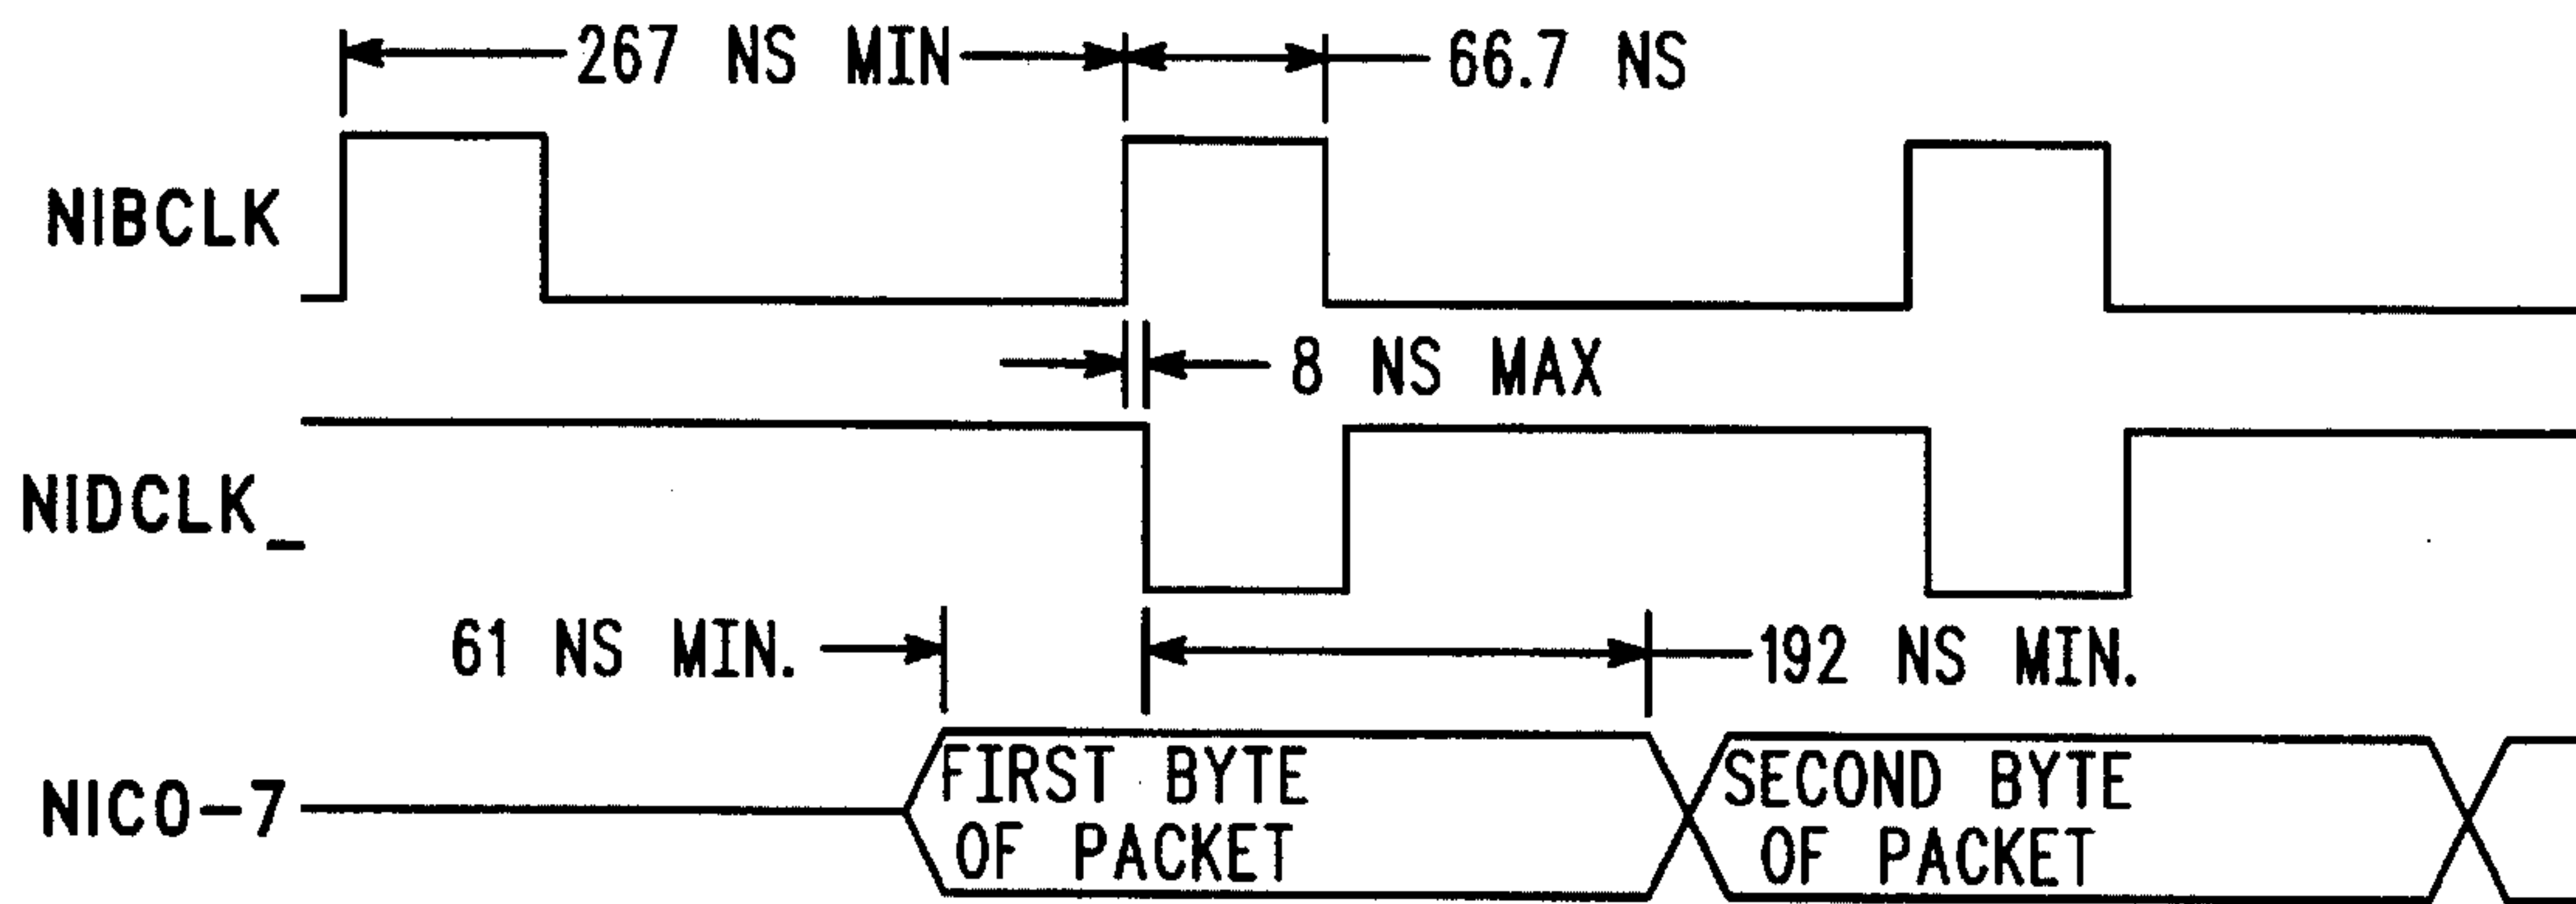 267 NS MIN
66.7 NS
NIBCLK
8 NS MAX
NIDCLK_
61 NS MIN.
192 NS MIN.
NICO-7
FIRST BYTE
OF PACKET
SECOND BYTE
OF PACKET